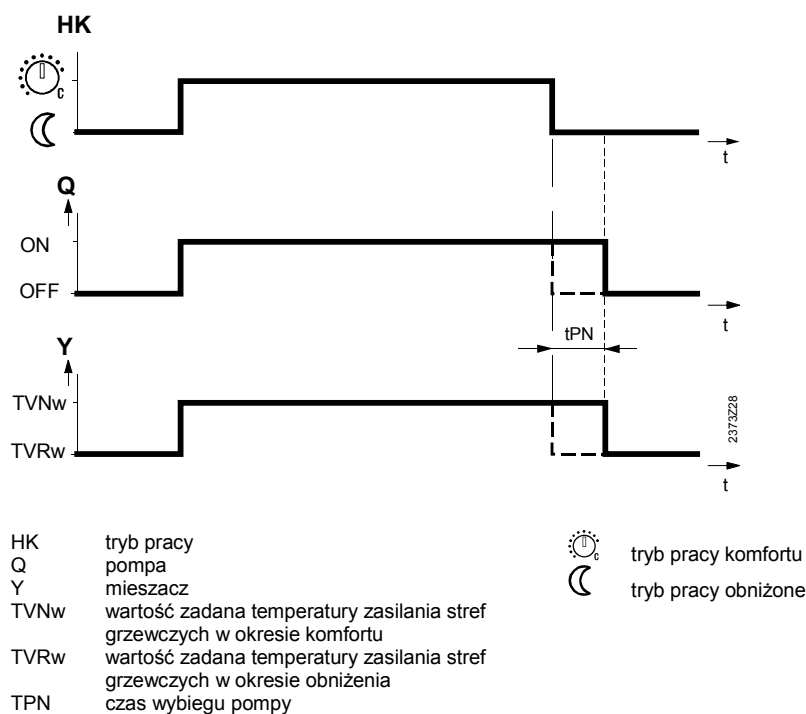 HK
c
t
Q
ON
OFF
t
tPN
Y
TVNw
TVRw
2373Z28
t
HK tryb pracy
Q pompa
Y mieszacz
TVNw wartość zadana temperatury zasilania stref
grzewczych w okresie komfortu
TVRw wartość zadana temperatury zasilania stref
grzewczych w okresie obniżenia
TPN czas wybiegu pompy
c tryb pracy komfortu
tryb pracy obniżone